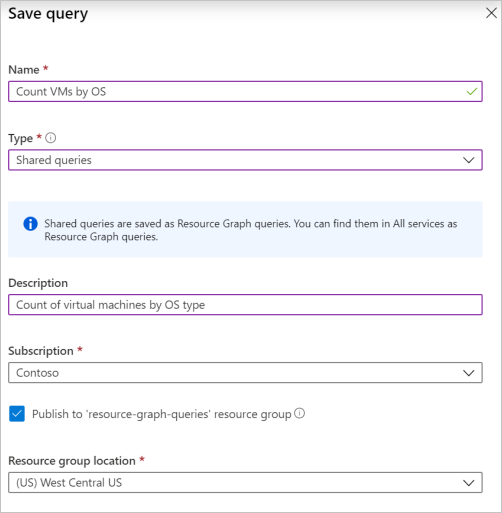 Save query
Name *
Count VMs by OS
Type *
Shared queries
Shared queries are saved as Resource Graph queries. You can find them in All services as
Resource Graph queries.
Description
Count of virtual machines by OS type
Subscription *
Contoso
Publish to 'resource-graph-queries' resource group
Resource group location *
(US) West Central US